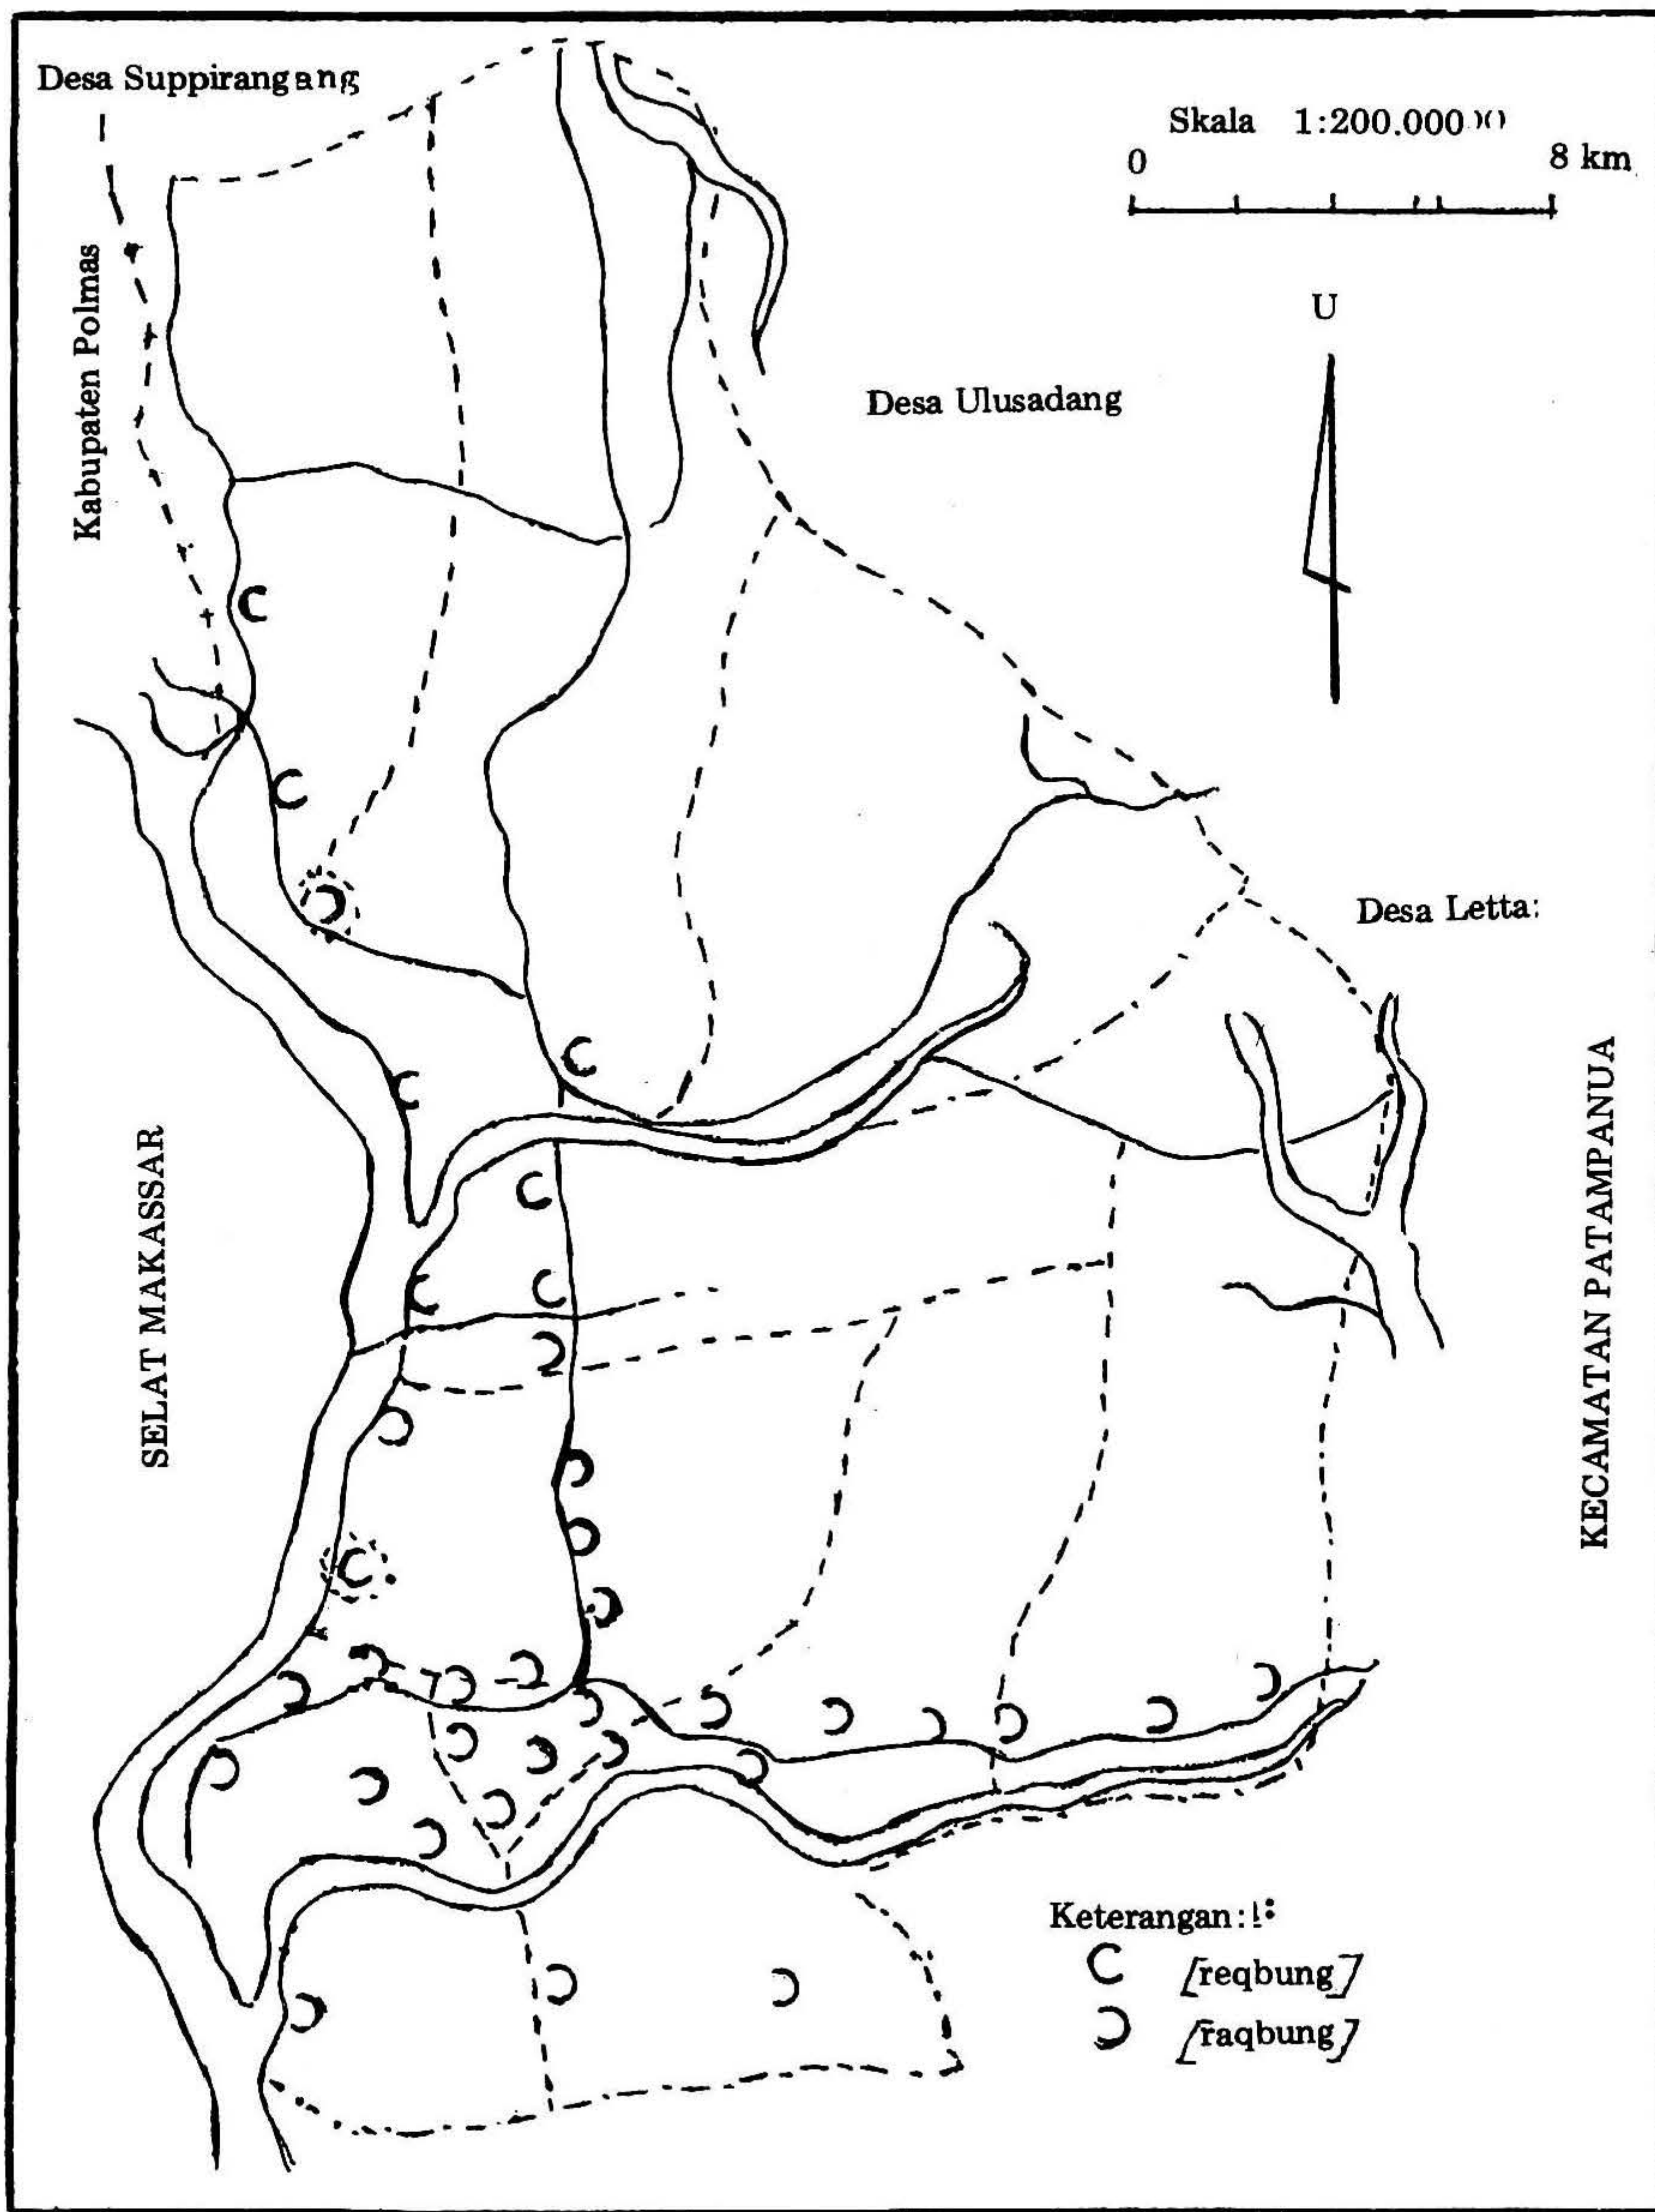 Desa Suppirangang
Skala 1:200.000
0 8 km
Kabupaten Polmas
U
Desa Ulusadang
Desa Letta:
SELAT MAKASSAR
KECAMATAN PATAMPANUA
Keterangan:
C [reqbung]
Ɔ [raqbung]